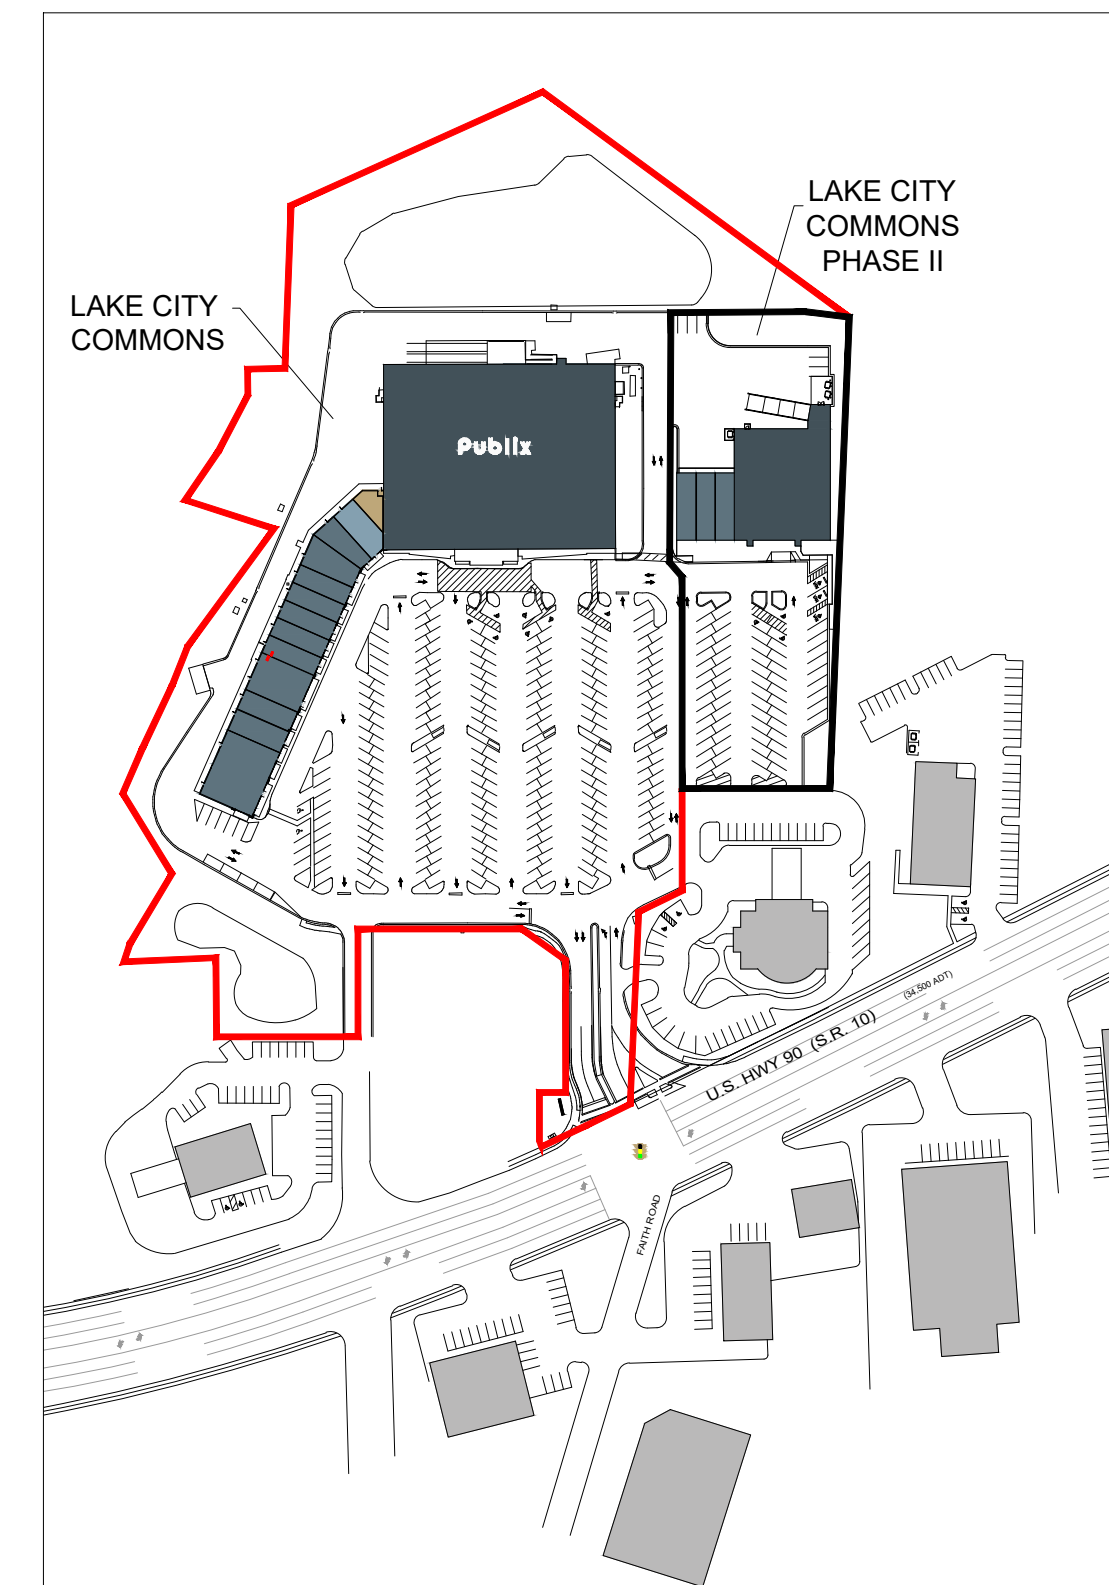 LAKE CITY
COMMONS
PHASE II
LAKE CITY
COMMONS
Publix
(34,500 ADT)
U.S. HWY 90 (S.R. 10)
FAITH ROAD